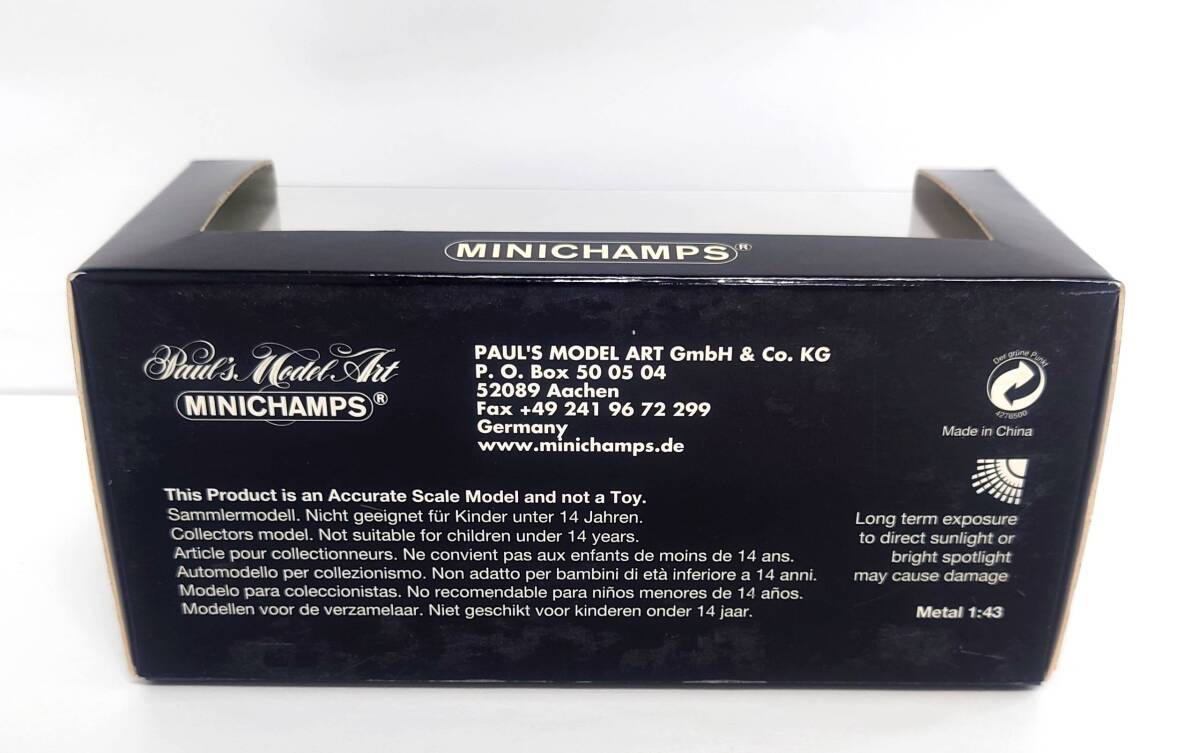 MINICHAMPS®
Paul's Model Art
MINICHAMPS®
PAUL'S MODEL ART GmbH & Co. KG
P. O. Box 50 05 04
52089 Aachen
Fax +49 241 96 72 299
Germany
www.minichamps.de
Der grüne Punkt
4276500
Made in China
This Product is an Accurate Scale Model and not a Toy.
Sammlermodell. Nicht geeignet für Kinder unter 14 Jahren.
Collectors model. Not suitable for children under 14 years.
Article pour collectionneurs. Ne convient pas aux enfants de moins de 14 ans.
Automodello per collezionismo. Non adatto per bambini di età inferiore a 14 anni.
Modelo para coleccionistas. No recomendable para niños menores de 14 años.
Modellen voor de verzamelaar. Niet geschikt voor kinderen onder 14 jaar.
Long term exposure
to direct sunlight or
bright spotlight
may cause damage
Metal 1:43